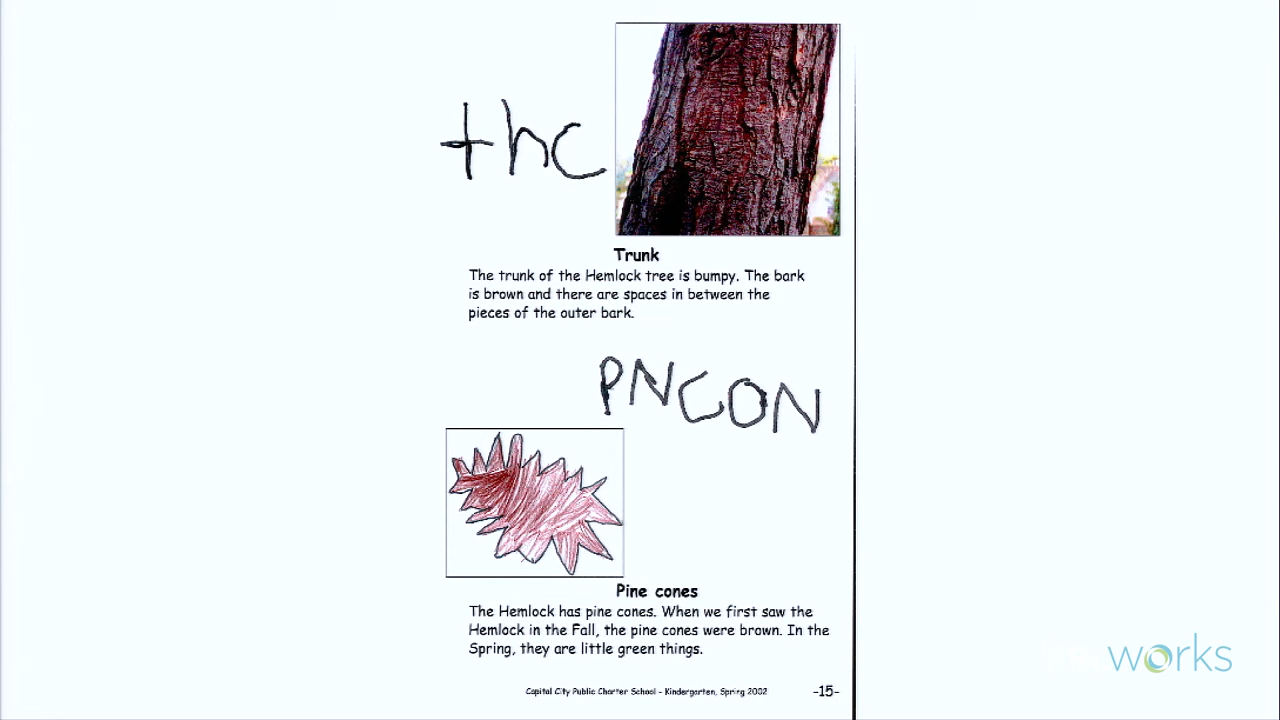 thc
Trunk
The trunk of the Hemlock tree is bumpy. The bark
is brown and there are spaces in between the
pieces of the outer bark.
PNCON
Pine cones
The Hemlock has pine cones. When we first saw the
Hemlock in the Fall, the pine cones were brown. In the
Spring, they are little green things.
Capital City Public Charter School - Kindergarten, Spring 2002
-15-
works